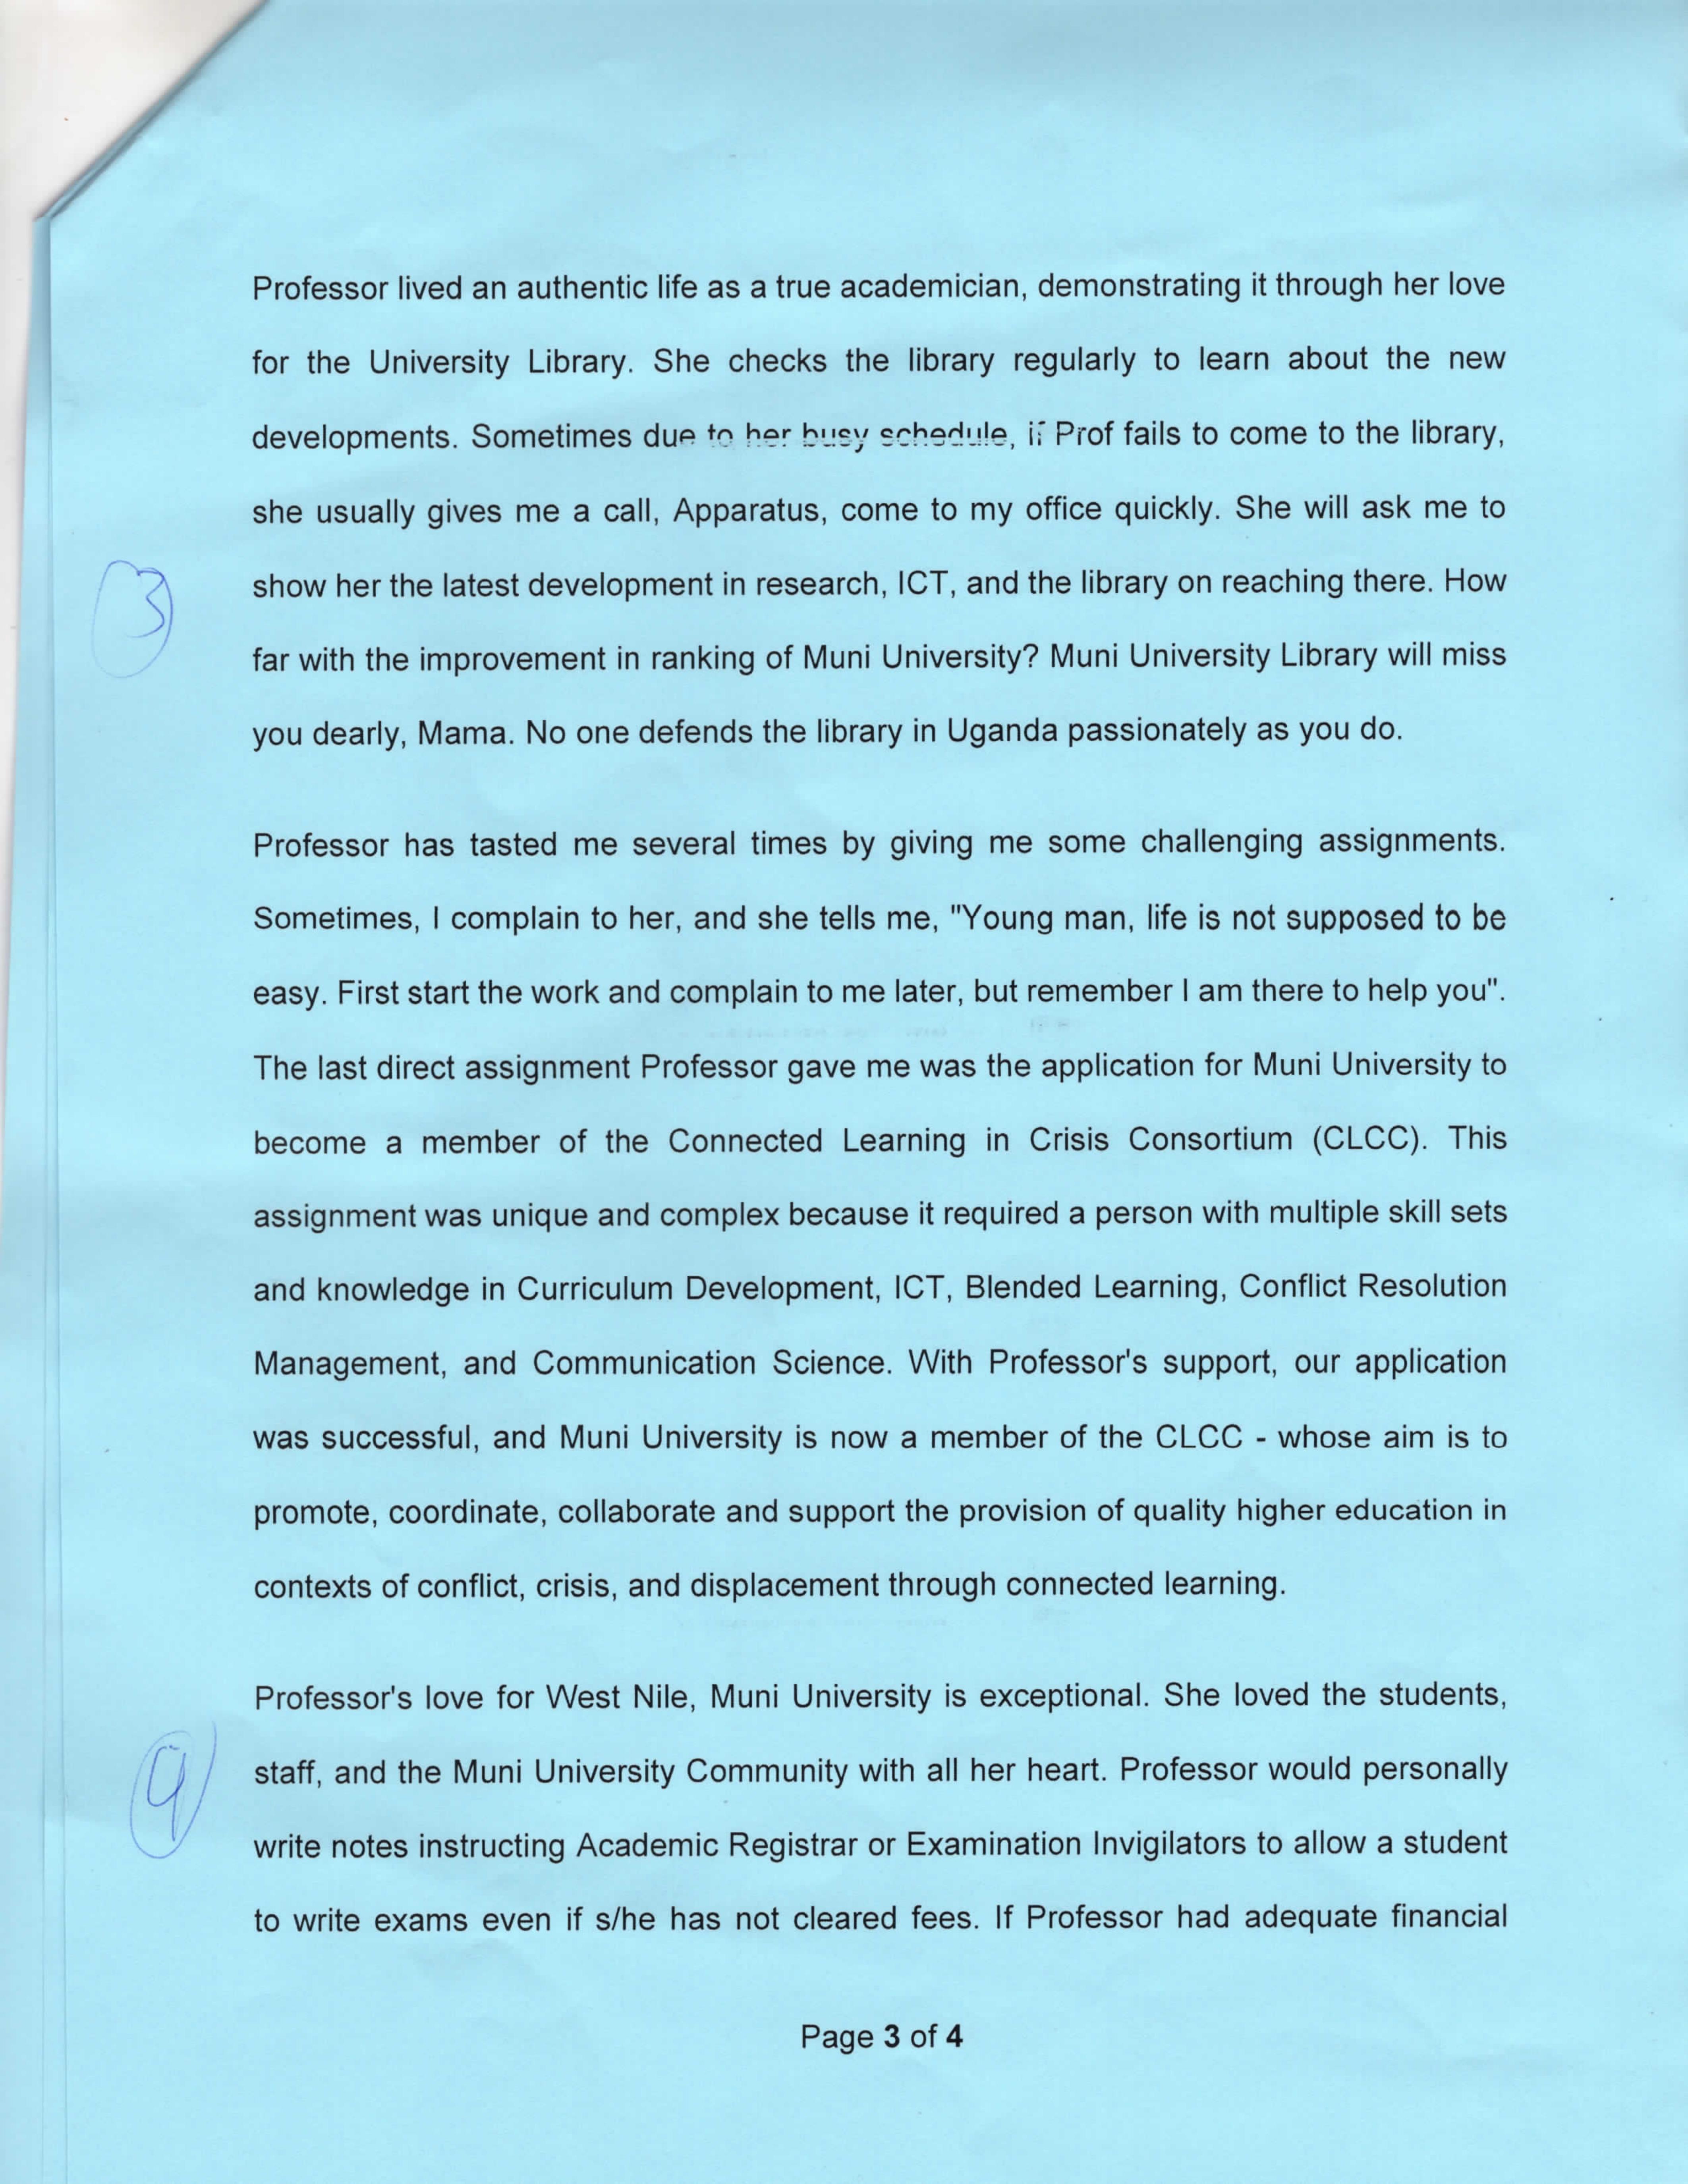 Professor lived an authentic life as a true academician, demonstrating it through her love
for the University Library. She checks the library regularly to learn about the new
developments. Sometimes due to her busy schedule, if Prof fails to come to the library,
she usually gives me a call, Apparatus, come to my office quickly. She will ask me to
3
show her the latest development in research, ICT, and the library on reaching there. How
far with the improvement in ranking of Muni University? Muni University Library will miss
you dearly, Mama. No one defends the library in Uganda passionately as you do.
Professor has tasted me several times by giving me some challenging assignments.
Sometimes, I complain to her, and she tells me, "Young man, life is not supposed to be
easy. First start the work and complain to me later, but remember I am there to help you".
The last direct assignment Professor gave me was the application for Muni University to
become a member of the Connected Learning in Crisis Consortium (CLCC). This
assignment was unique and complex because it required a person with multiple skill sets
and knowledge in Curriculum Development, ICT, Blended Learning, Conflict Resolution
Management, and Communication Science. With Professor's support, our application
was successful, and Muni University is now a member of the CLCC - whose aim is to
promote, coordinate, collaborate and support the provision of quality higher education in
contexts of conflict, crisis, and displacement through connected learning.
Professor's love for West Nile, Muni University is exceptional. She loved the students,
staff, and the Muni University Community with all her heart. Professor would personally
write notes instructing Academic Registrar or Examination Invigilators to allow a student
to write exams even if s/he has not cleared fees. If Professor had adequate financial
Page 3 of 4